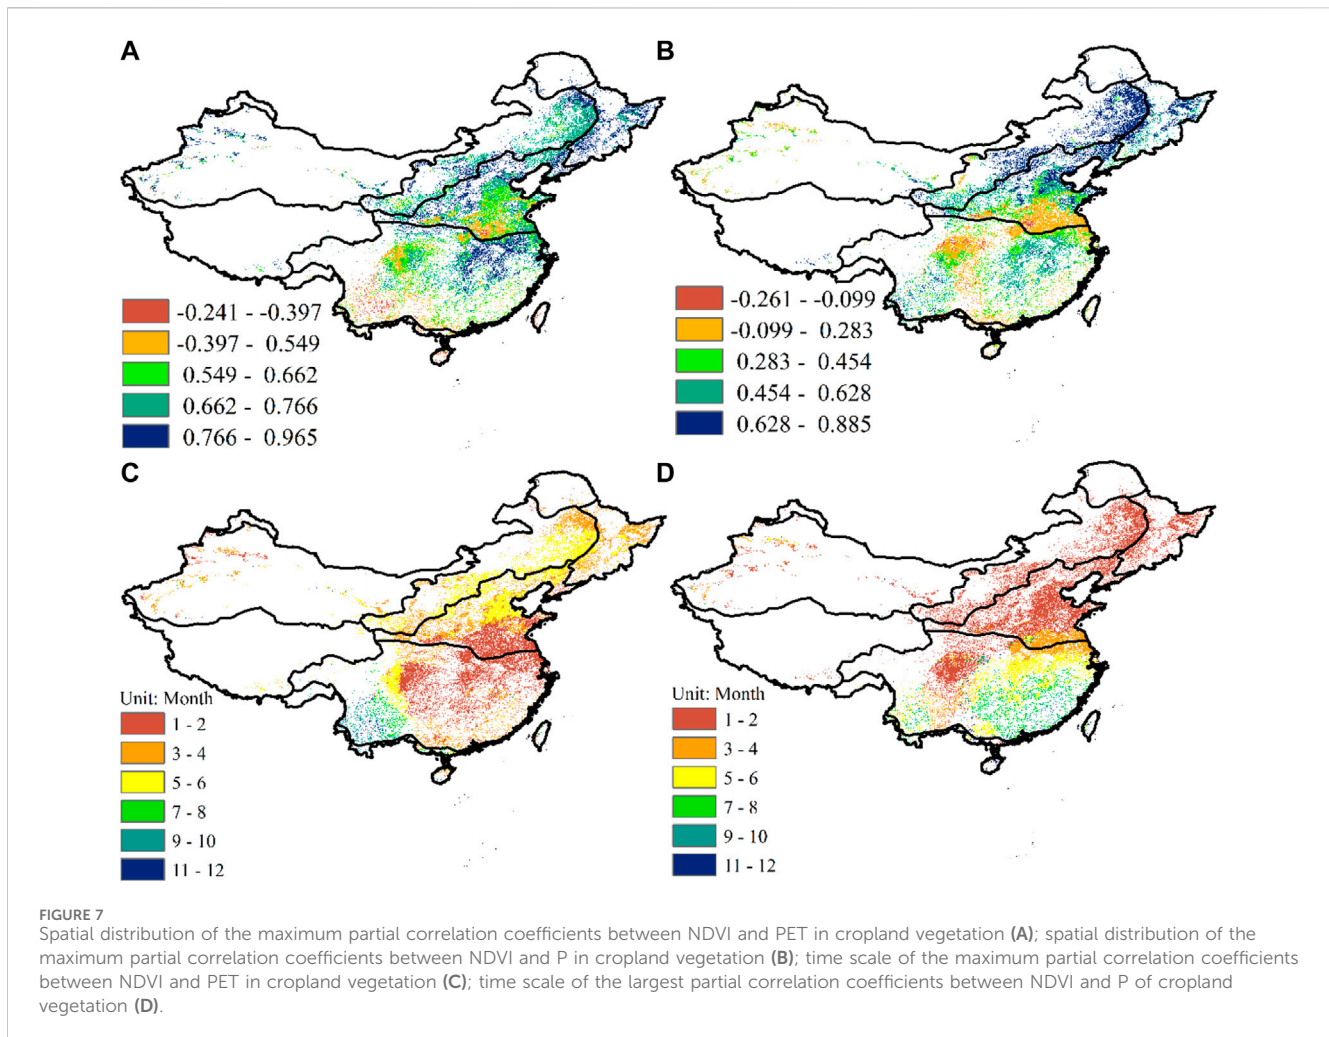 A
B
-0.241 - -0.397
-0.397 - 0.549
0.549 - 0.662
0.662 - 0.766
0.766 - 0.965
-0.261 - -0.099
-0.099 - 0.283
0.283 - 0.454
0.454 - 0.628
0.628 - 0.885
C
D
Unit: Month
1 - 2
3 - 4
5 - 6
7 - 8
9 - 10
11 - 12
Unit: Month
1 - 2
3 - 4
5 - 6
7 - 8
9 - 10
11 - 12
FIGURE 7
Spatial distribution of the maximum partial correlation coefficients between NDVI and PET in cropland vegetation (A); spatial distribution of the
maximum partial correlation coefficients between NDVI and P in cropland vegetation (B); time scale of the maximum partial correlation coefficients
between NDVI and PET in cropland vegetation (C); time scale of the largest partial correlation coefficients between NDVI and P of cropland
vegetation (D).